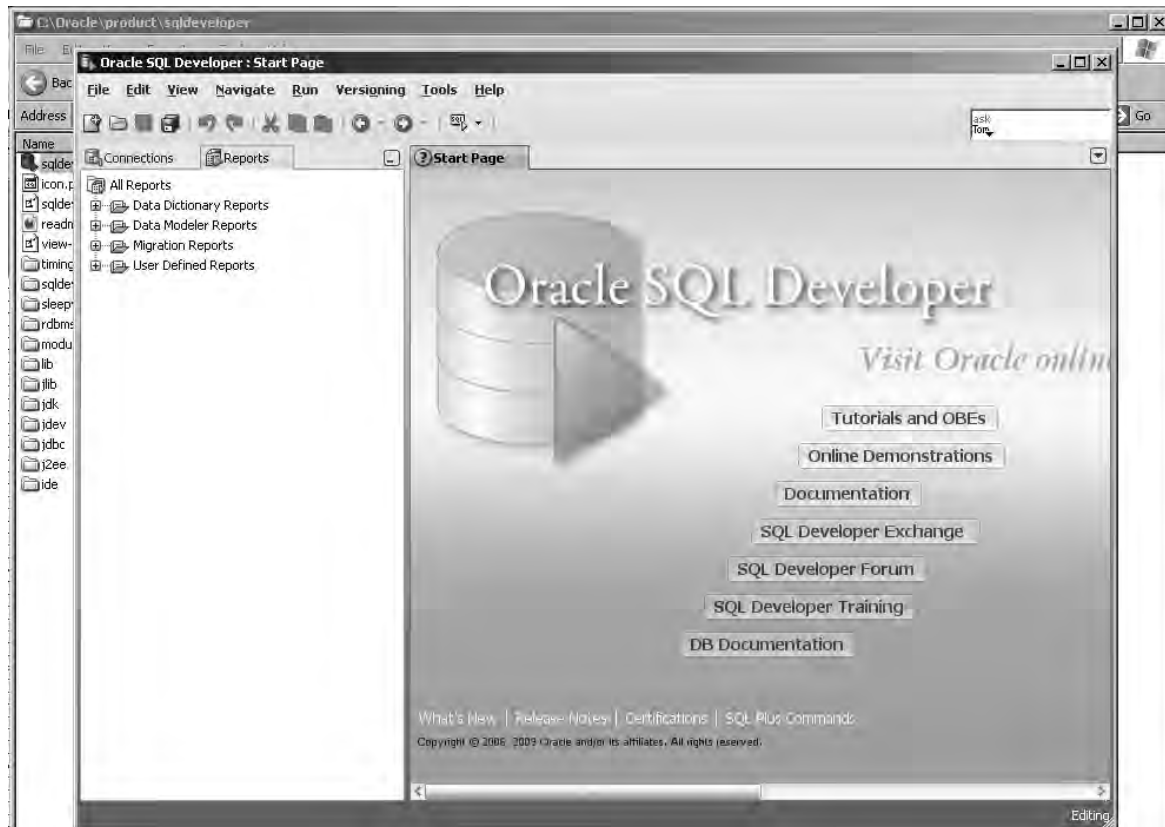 C:\Oracle\product\sqldeveloper
File
Oracle SQL Developer : Start Page
Bac
File Edit View Navigate Run Versioning Tools Help
Address
Go
ask
Tom
Name
Connections
Reports
Start Page
sqlde
icon.p
sqlde
readn
view-
timing
sqlde
sleep
rdbms
modu
lib
jlib
jdk
jdev
jdbc
j2ee
ide
All Reports
Data Dictionary Reports
Data Modeler Reports
Migration Reports
User Defined Reports
Oracle SQL Developer
Visit Oracle onlin
Tutorials and OBEs
Online Demonstrations
Documentation
SQL Developer Exchange
SQL Developer Forum
SQL Developer Training
DB Documentation
What's New | Release Notes | Certifications | SQL Plus Commands
Copyright © 2006, 2009 Oracle and/or its affiliates. All rights reserved.
Editing